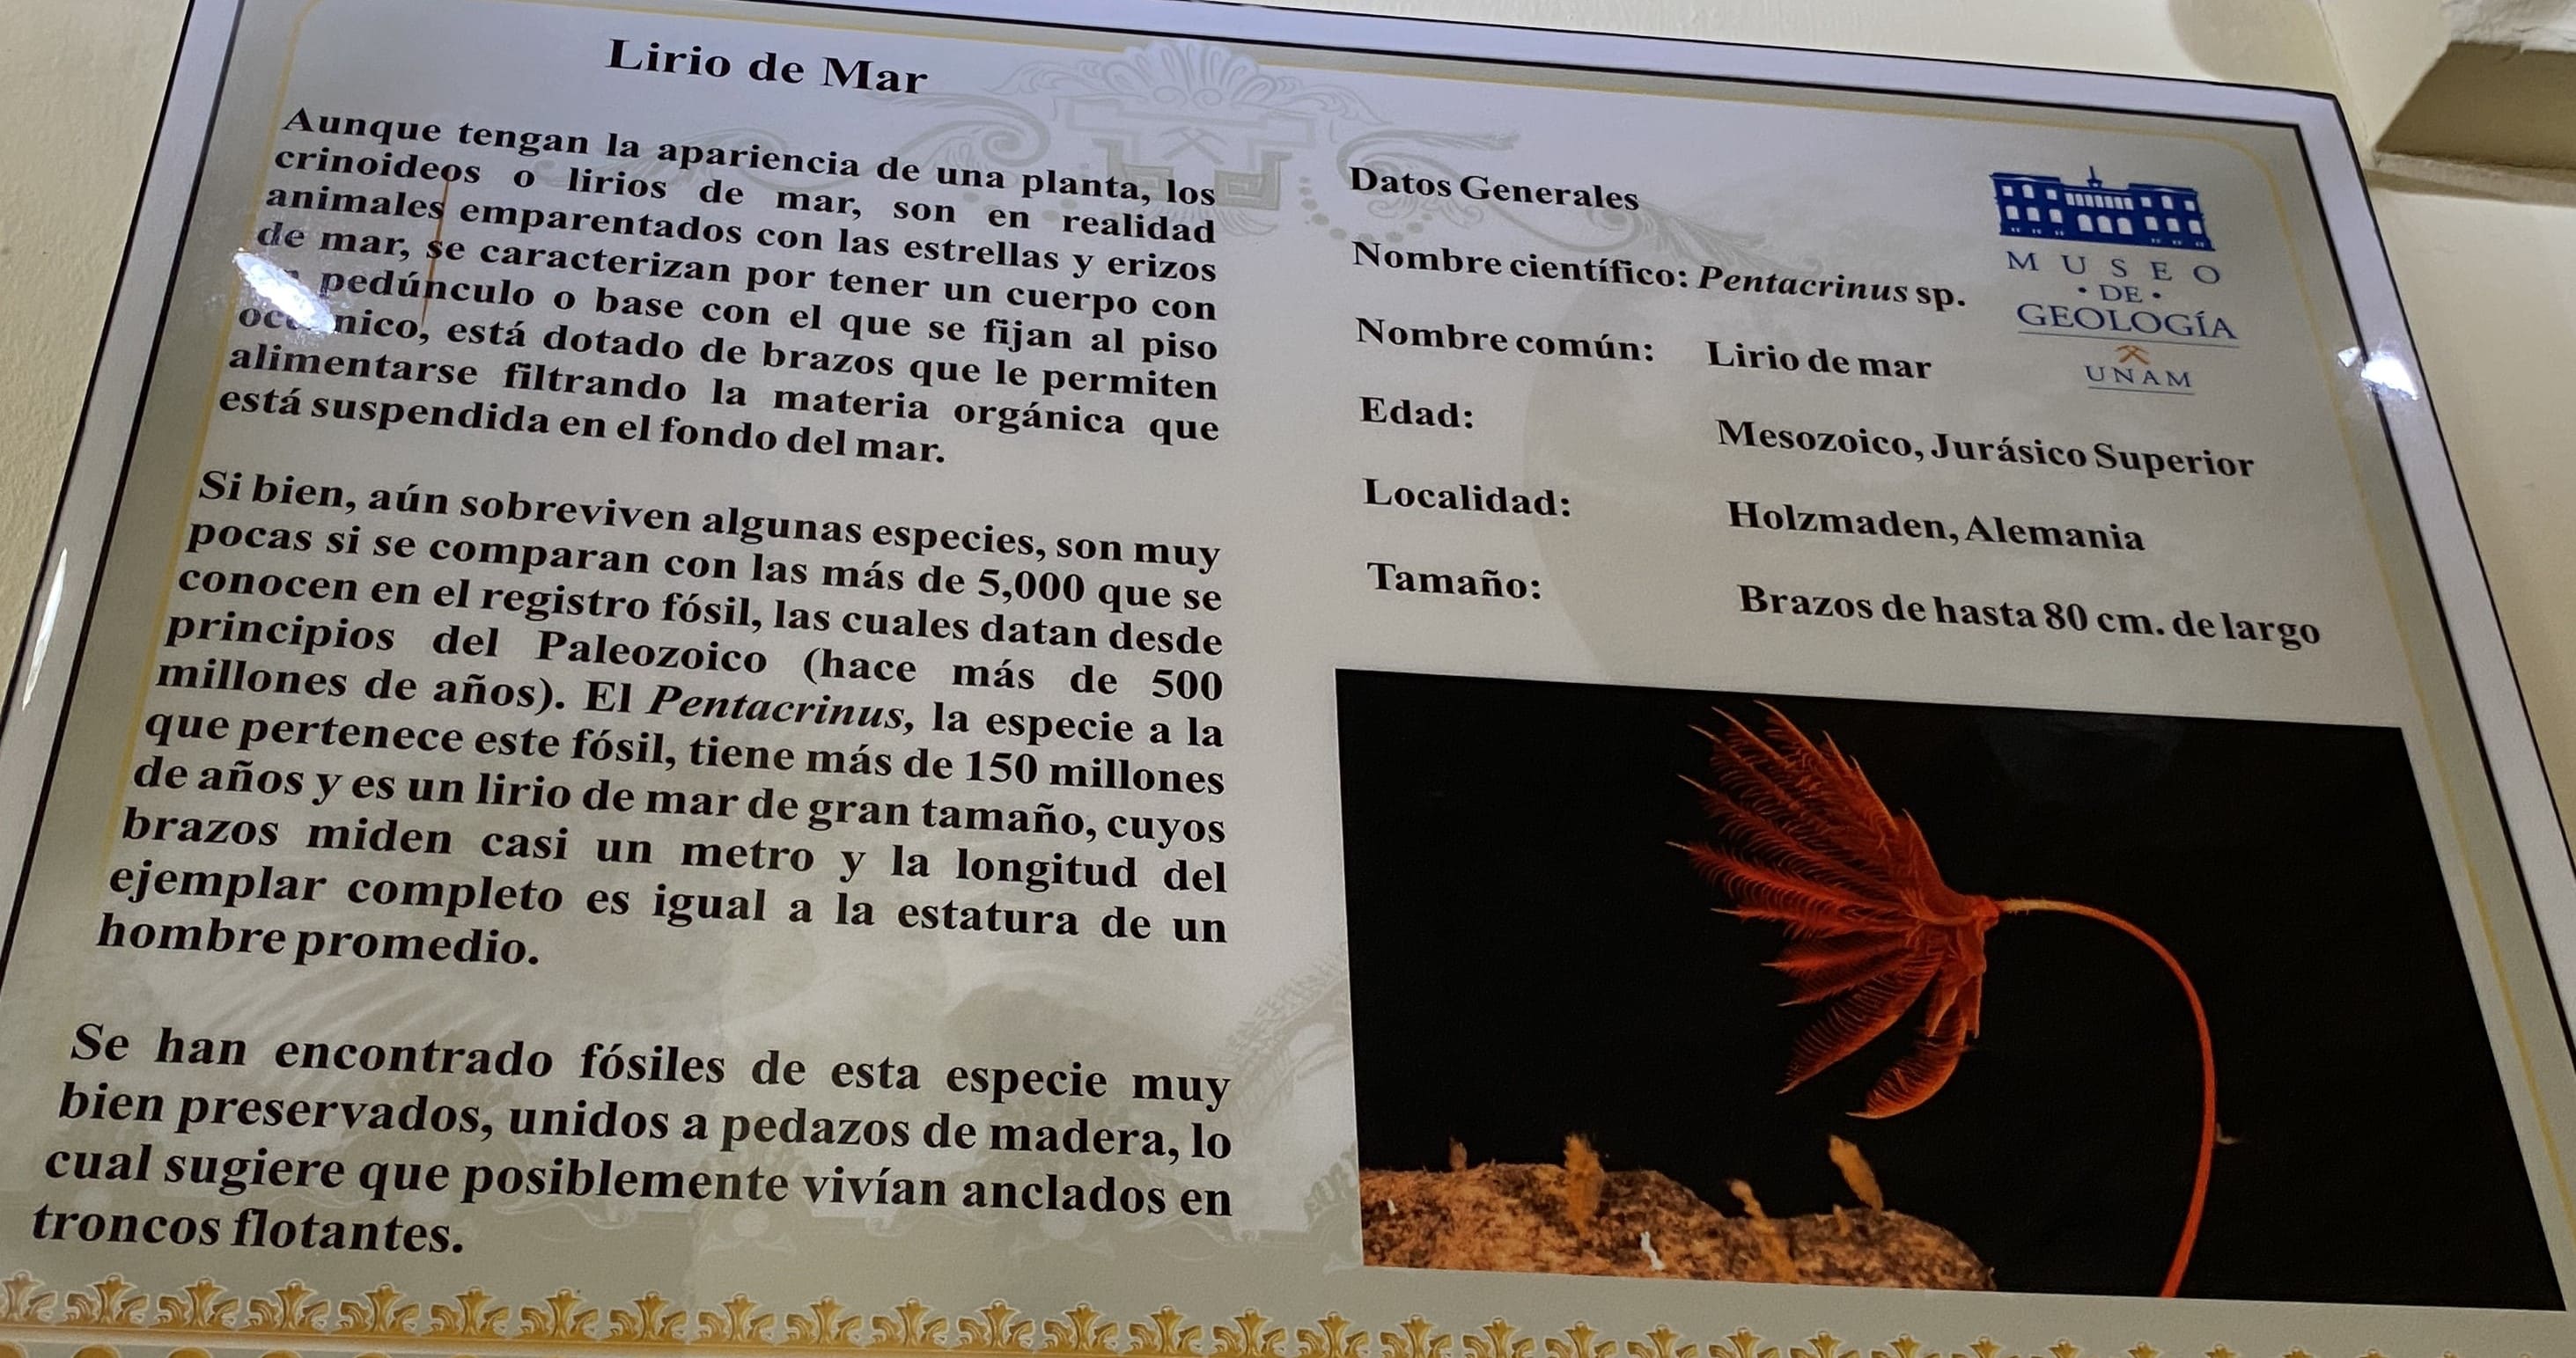 Lirio de Mar
Aunque tengan la apariencia de una planta, los
crinoideos o lirios de mar, son en realidad
animales emparentados con las estrellas y erizos
de mar, se caracterizan por tener un cuerpo con
pedúnculo o base con el que se fijan al piso
está dotado de brazos que le permiten
alimentarse filtrando la materia orgánica que
está suspendida en el fondo del mar.
Si bien, aún sobreviven algunas especies, son muy
pocas si se comparan con las más de 5,000 que se
conocen en el registro fósil, las cuales datan desde
principios del Paleozoico (hace más de 500
millones de años). El Pentacrinus, la especie a la
que pertenece este fósil, tiene más de 150 millones
de años y es un lirio de mar de gran tamaño, cuyos
brazos miden casi un metro y la longitud del
ejemplar completo es igual a la estatura de un
hombre promedio.
Se han encontrado fósiles de esta especie muy
bien preservados, unidos a pedazos de madera, lo
cual sugiere que posiblemente vivían anclados en
troncos flotantes.
Datos Generales
Nombre científico: Pentacrinus sp.
Nombre común: Lirio de mar
Edad: Mesozoico, Jurásico Superior
Localidad: Holzmaden, Alemania
Tamaño: Brazos de hasta 80 cm. de largo
MUSEO
• DE •
GEOLOGÍA
UNAM